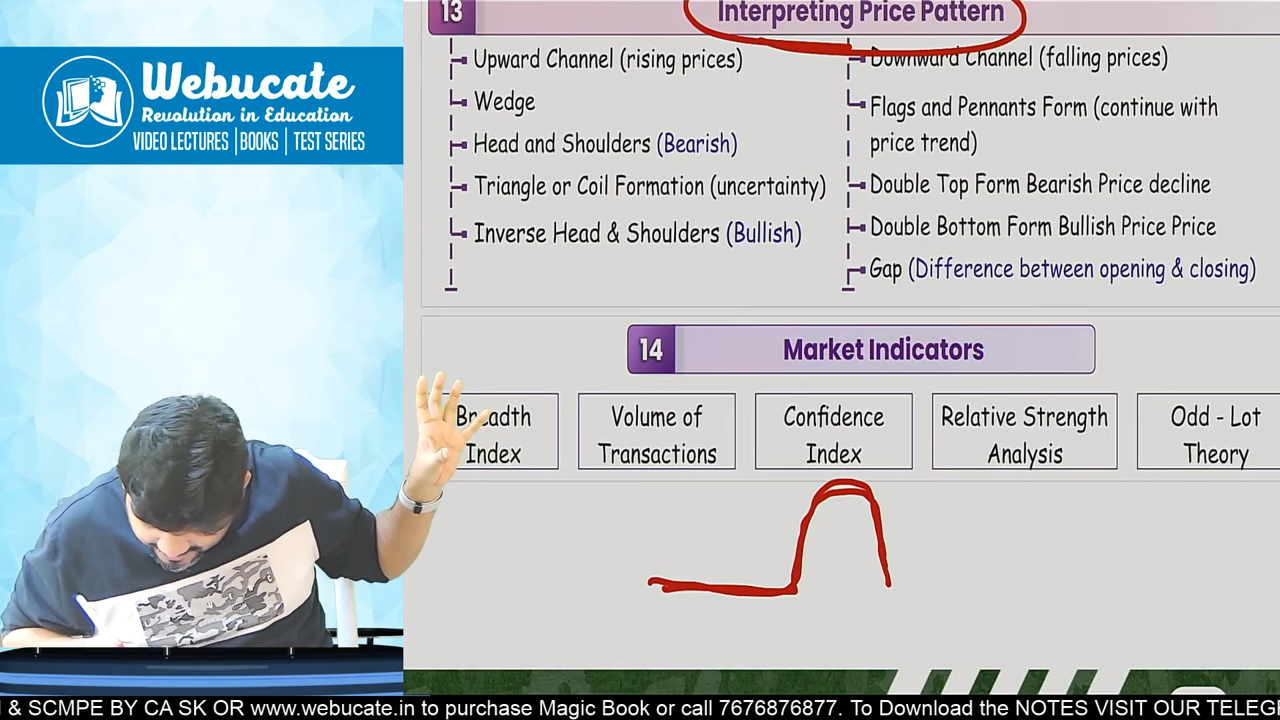 Webucate
Revolution in Education
VIDEO LECTURES | BOOKS | TEST SERIES
13 Interpreting Price Pattern
Upward Channel (rising prices)
Wedge
Head and Shoulders (Bearish)
Triangle or Coil Formation (uncertainty)
Inverse Head & Shoulders (Bullish)
Downward Channel (falling prices)
Flags and Pennants Form (continue with
price trend)
Double Top Form Bearish Price decline
Double Bottom Form Bullish Price Price
Gap (Difference between opening & closing)
14 Market Indicators
Breadth
Index
Volume of
Transactions
Confidence
Index
Relative Strength
Analysis
Odd - Lot
Theory
& SCMPE BY CA SK OR www.webucate.in to purchase Magic Book or call 7676876877. To Download the NOTES VISIT OUR TELEG